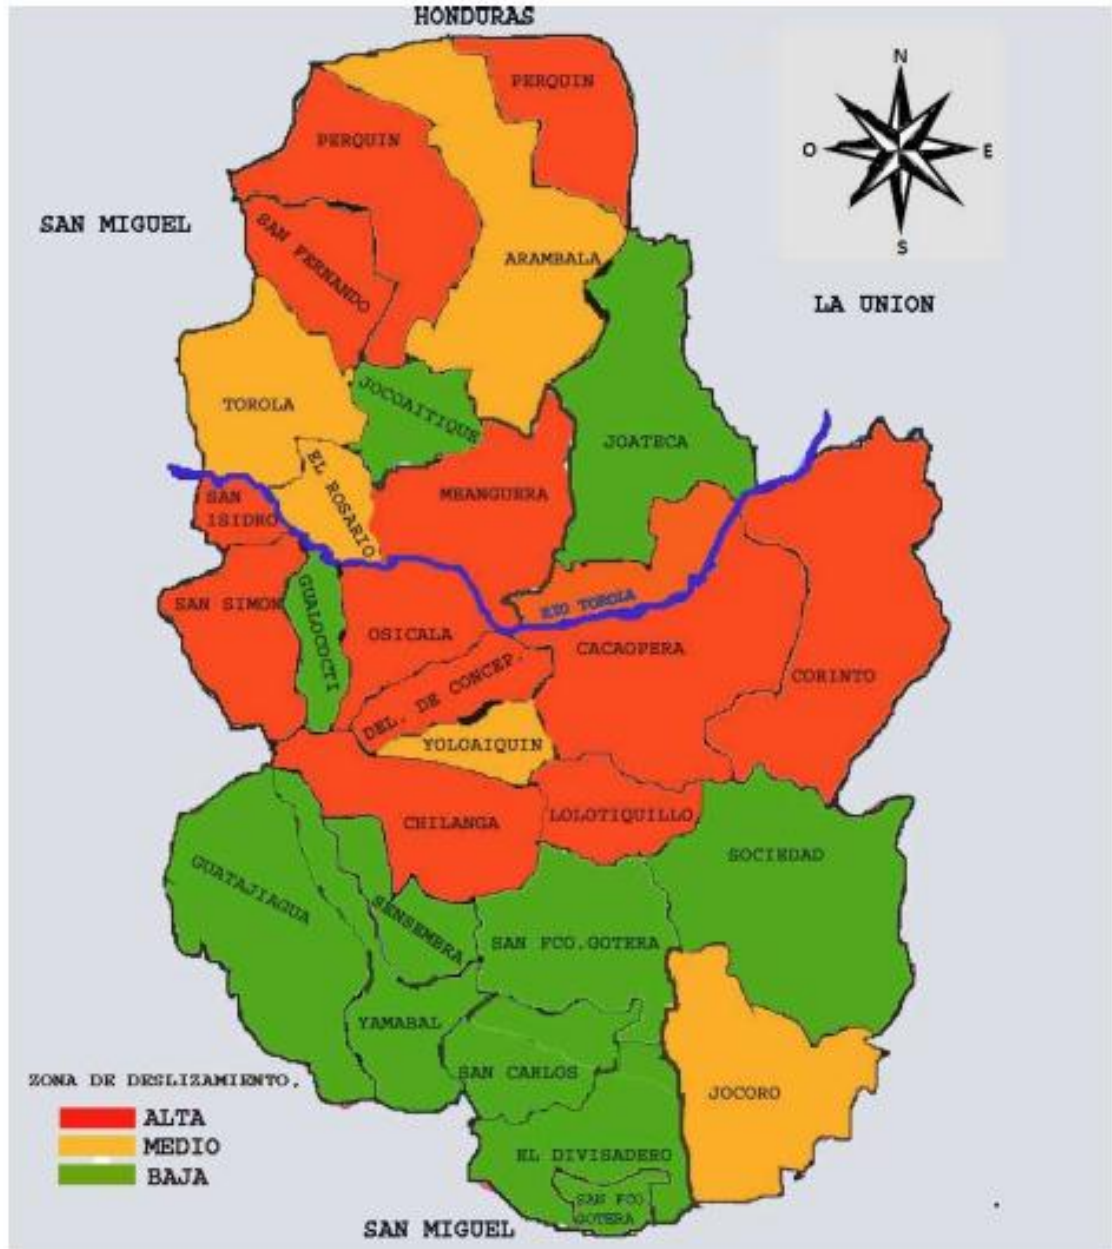 HONDURAS
PERQUIN
N
PERQUIN
O
E
SAN MIGUEL
SAN FERNANDO
S
ARAMBALA
LA UNION
TOROLA
JOCOAITIQUE
JOATECA
EL ROSARIO
MEANGUERA
SAN
ISIDRO
SAN SIMON
GUALOCOCTI
OSICALA
RIO TOROLA
CACAOPERA
CORINTO
DEL. DE CONCEP.
YOLOAIQUIN
CHILANGA
LOLOTIQUILLO
SOCIEDAD
GUATAJIAGUA
SENSEMBRA
SAN FCO.GOTERA
YAMABAL
SAN CARLOS
JOCORO
ZONA DE DESLIZAMIENTO.
ALTA
MEDIO
BAJA
EL DIVISADERO
SAN FCO
GOTERA
SAN MIGUEL